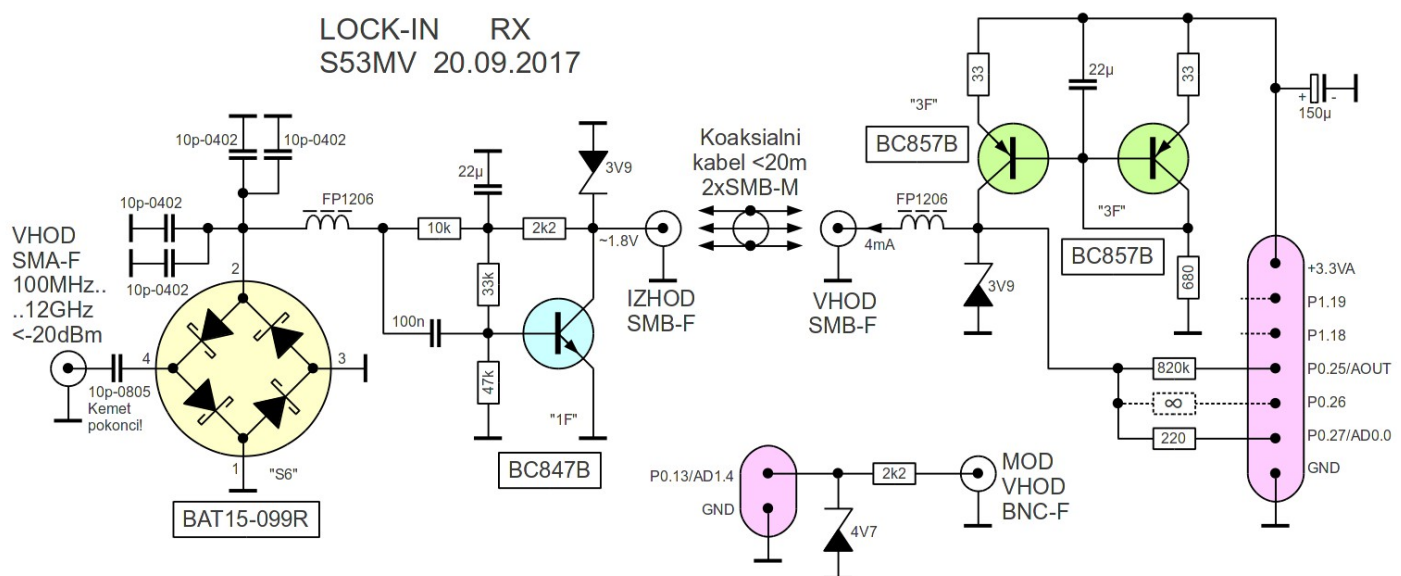 LOCK-IN RX
S53MV 20.09.2017
10p-0402
10p-0402
10p-0402
10p-0402
VHOD
SMA-F
100MHz..
..12GHz
<-20dBm
10p-0805
Kemet
pokonci!
2
4
3
1
"S6"
BAT15-099R
FP1206
22µ
10k
2k2
33k
100n
47k
3V9
~1.8V
"1F"
BC847B
IZHOD
SMB-F
Koaksialni
kabel <20m
2xSMB-M
VHOD
SMB-F
4mA
FP1206
3V9
33
22µ
33
"3F"
BC857B
"3F"
BC857B
680
+ -
150µ
+3.3VA
P1.19
P1.18
820k
P0.25/AOUT
∞
P0.26
220
P0.27/AD0.0
GND
P0.13/AD1.4
GND
2k2
4V7
MOD
VHOD
BNC-F